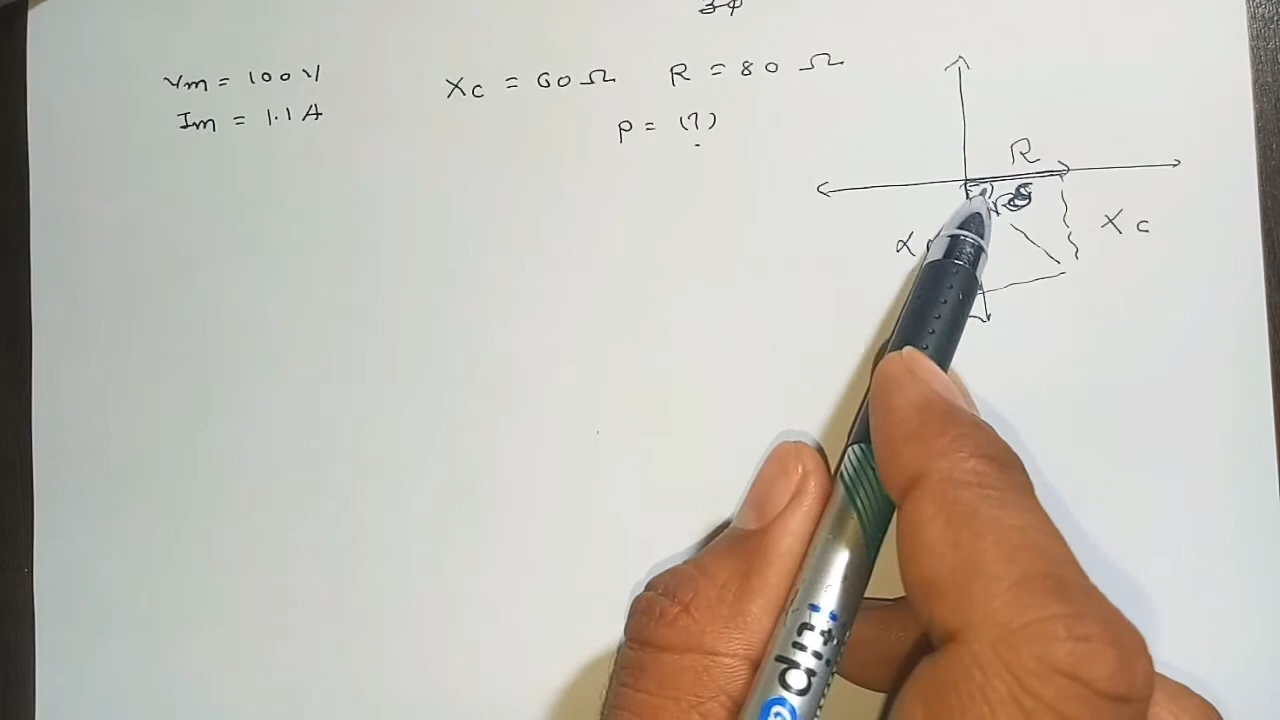 Vm = 100 V
Im = 1.1 A
Xc = 60 Ω R = 80 Ω
P = (?)
R
Xc